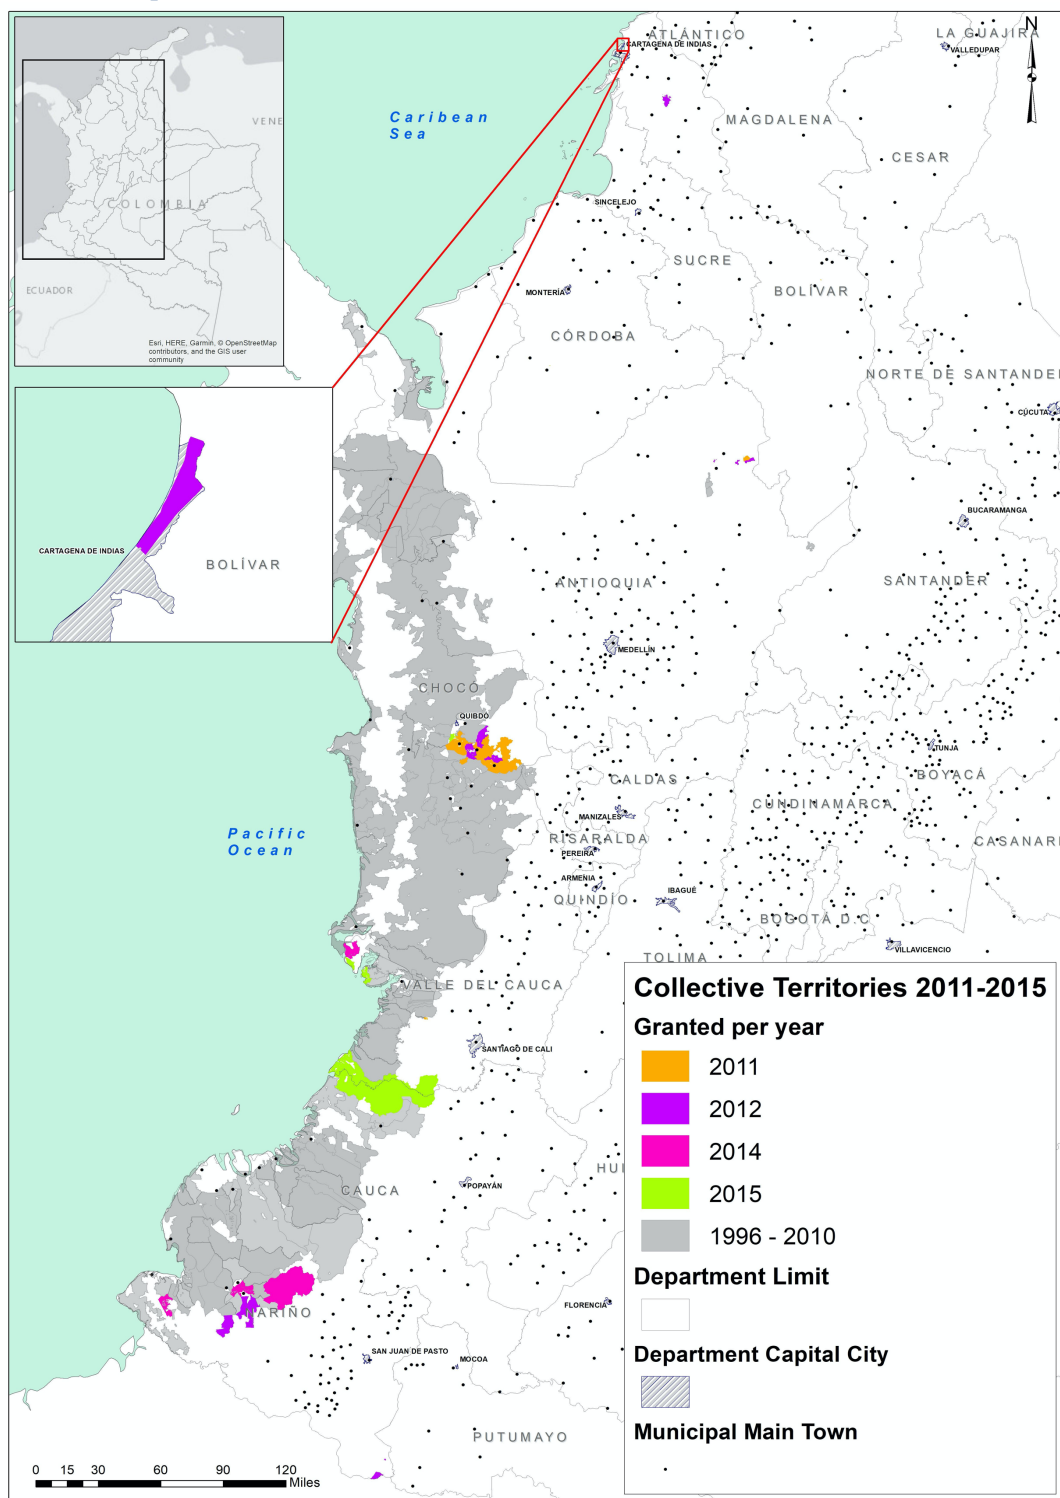 COLOMBIA
VENE
ECUADOR
Esri, HERE, Garmin, © OpenStreetMap
contributors, and the GIS user
community
Caribean
Sea
ATLÁNTICO
CARTAGENA DE INDIAS
LA GUAJIRA
VALLEDUPAR
N
MAGDALENA
CESAR
SINCELEJO
SUCRE
MONTERÍA
BOLÍVAR
CÓRDOBA
NORTE DE SANTANDER
CÚCUTA
CARTAGENA DE INDIAS
BOLÍVAR
BUCARAMANGA
ANTIOQUIA
SANTANDER
MEDELLÍN
CHOCÓ
QUIBDÓ
TUNJA
BOYACÁ
CALDAS
CUNDINAMARCA
MANIZALES
RISARALDA
CASANARE
PEREIRA
Pacific
Ocean
ARMENIA
IBAGUÉ
QUINDÍO
BOGOTÁ D.C
VILLAVICENCIO
TOLIMA
VALLE DEL CAUCA
SANTIAGO DE CALI
HUI
CAUCA
POPAYÁN
NARIÑO
FLORENCIA
SAN JUAN DE PASTO
MOCOA
PUTUMAYO
Collective Territories 2011-2015
Granted per year
2011
2012
2014
2015
1996 - 2010
Department Limit
Department Capital City
Municipal Main Town
0 15 30 60 90 120
Miles